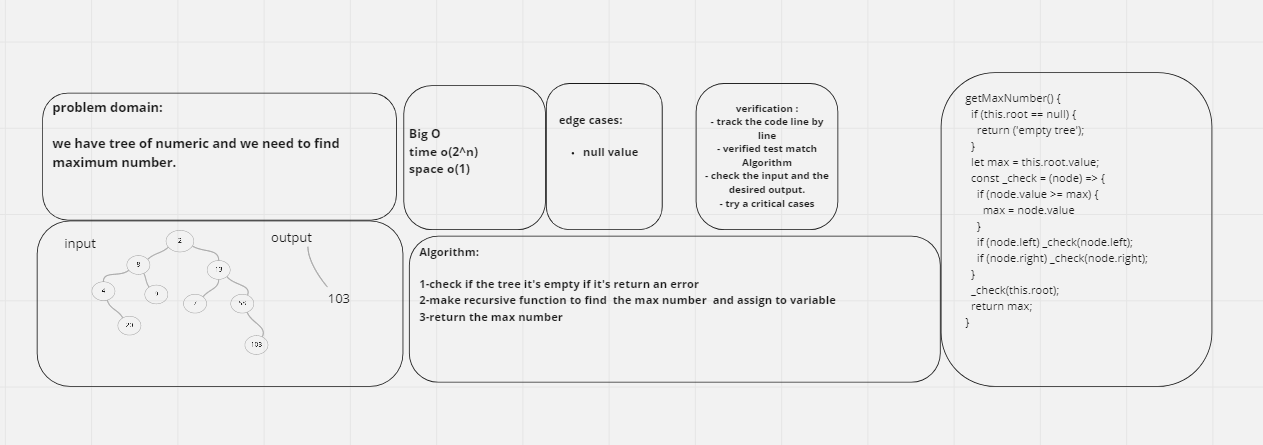 problem domain:
we have tree of numeric and we need to find
maximum number.
Big O
time o(2^n)
space o(1)
edge cases:
• null value
verification :
- track the code line by
line
- verified test match
Algorithm
- check the input and the
desired output.
- try a critical cases
getMaxNumber() {
if (this.root == null) {
return ('empty tree');
}
let max = this.root.value;
const _check = (node) => {
if (node.value >= max) {
max = node.value
}
if (node.left) _check(node.left);
if (node.right) _check(node.right);
}
_check(this.root);
return max;
}
input
output
2
13
4
103
103
Algorithm:
1-check if the tree it's empty if it's return an error
2-make recursive function to find the max number and assign to variable
3-return the max number